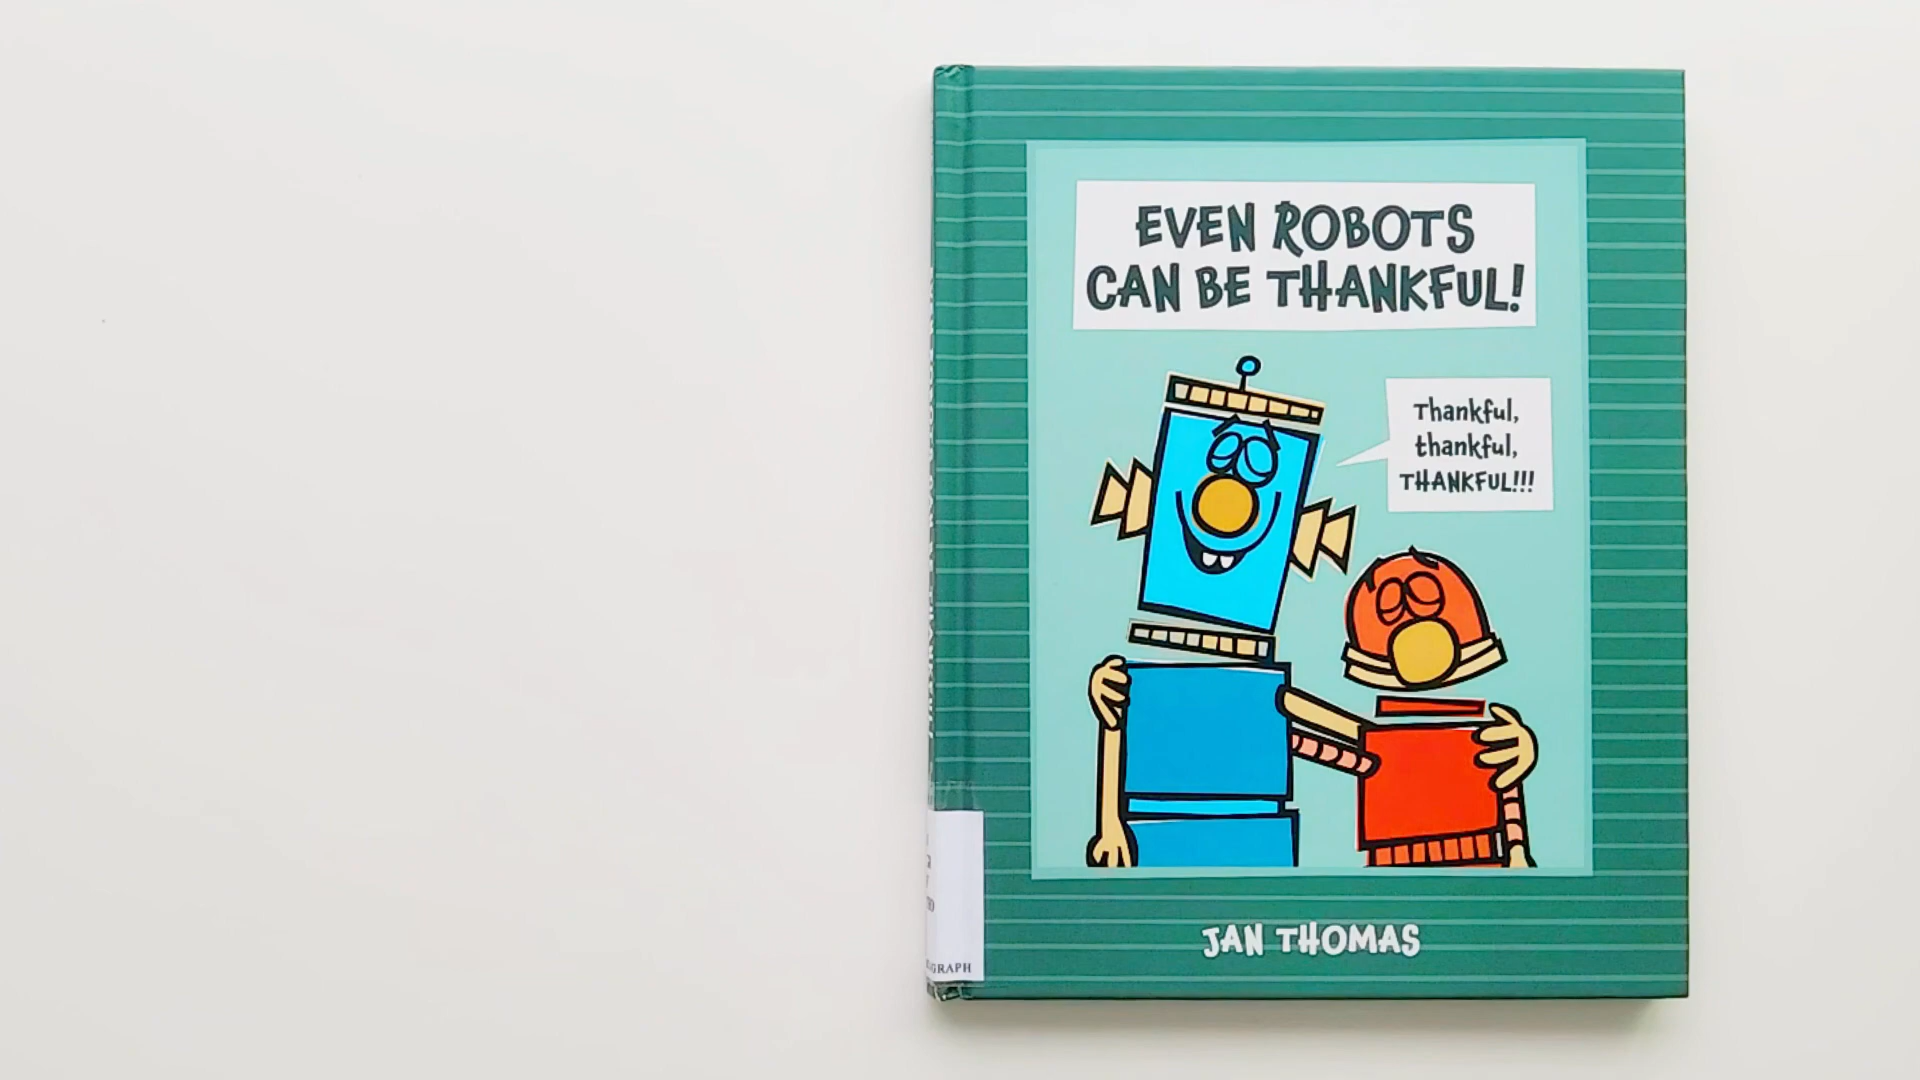 EVEN ROBOTS
CAN BE THANKFUL!
Thankful,
thankful,
THANKFUL!!!
JAN THOMAS